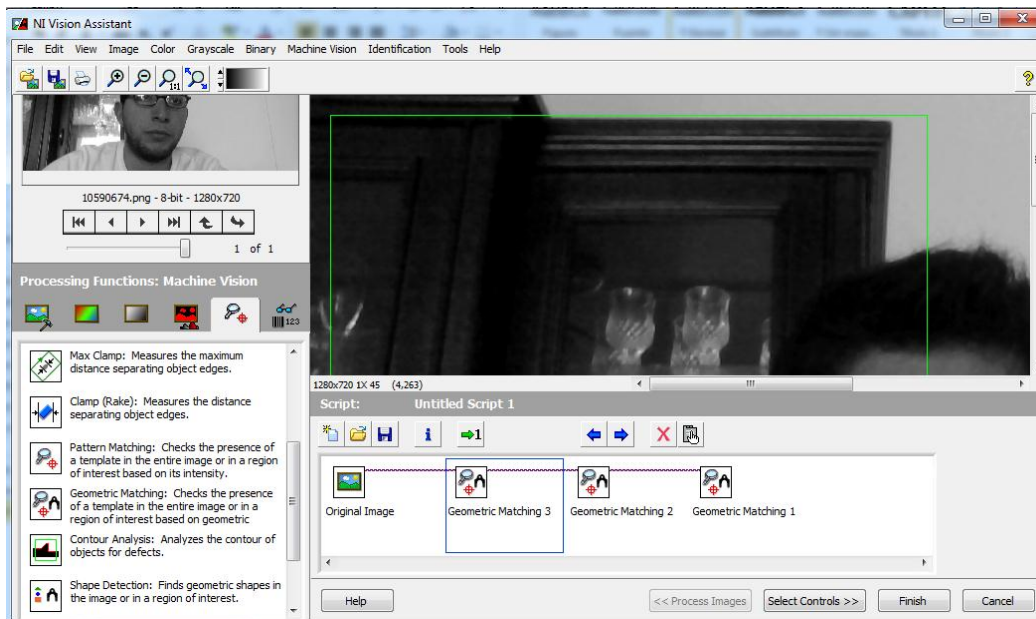 NI Vision Assistant
File Edit View Image Color Grayscale Binary Machine Vision Identification Tools Help
1:1
?
10590674.png - 8-bit - 1280x720
1 of 1
Processing Functions: Machine Vision
123
Max Clamp: Measures the maximum
distance separating object edges.
Clamp (Rake): Measures the distance
separating object edges.
Pattern Matching: Checks the presence
of a template in the entire image or in a region
of interest based on its intensity.
Geometric Matching: Checks the presence
of a template in the entire image or in a
region of interest based on geometric
Contour Analysis: Analyzes the contour of
objects for defects.
Shape Detection: Finds geometric shapes in
the image or in a region of interest.
1280x720 1X 45 (4,263)
Script: Untitled Script 1
1
Original Image Geometric Matching 3 Geometric Matching 2 Geometric Matching 1
Help << Process Images Select Controls >> Finish Cancel